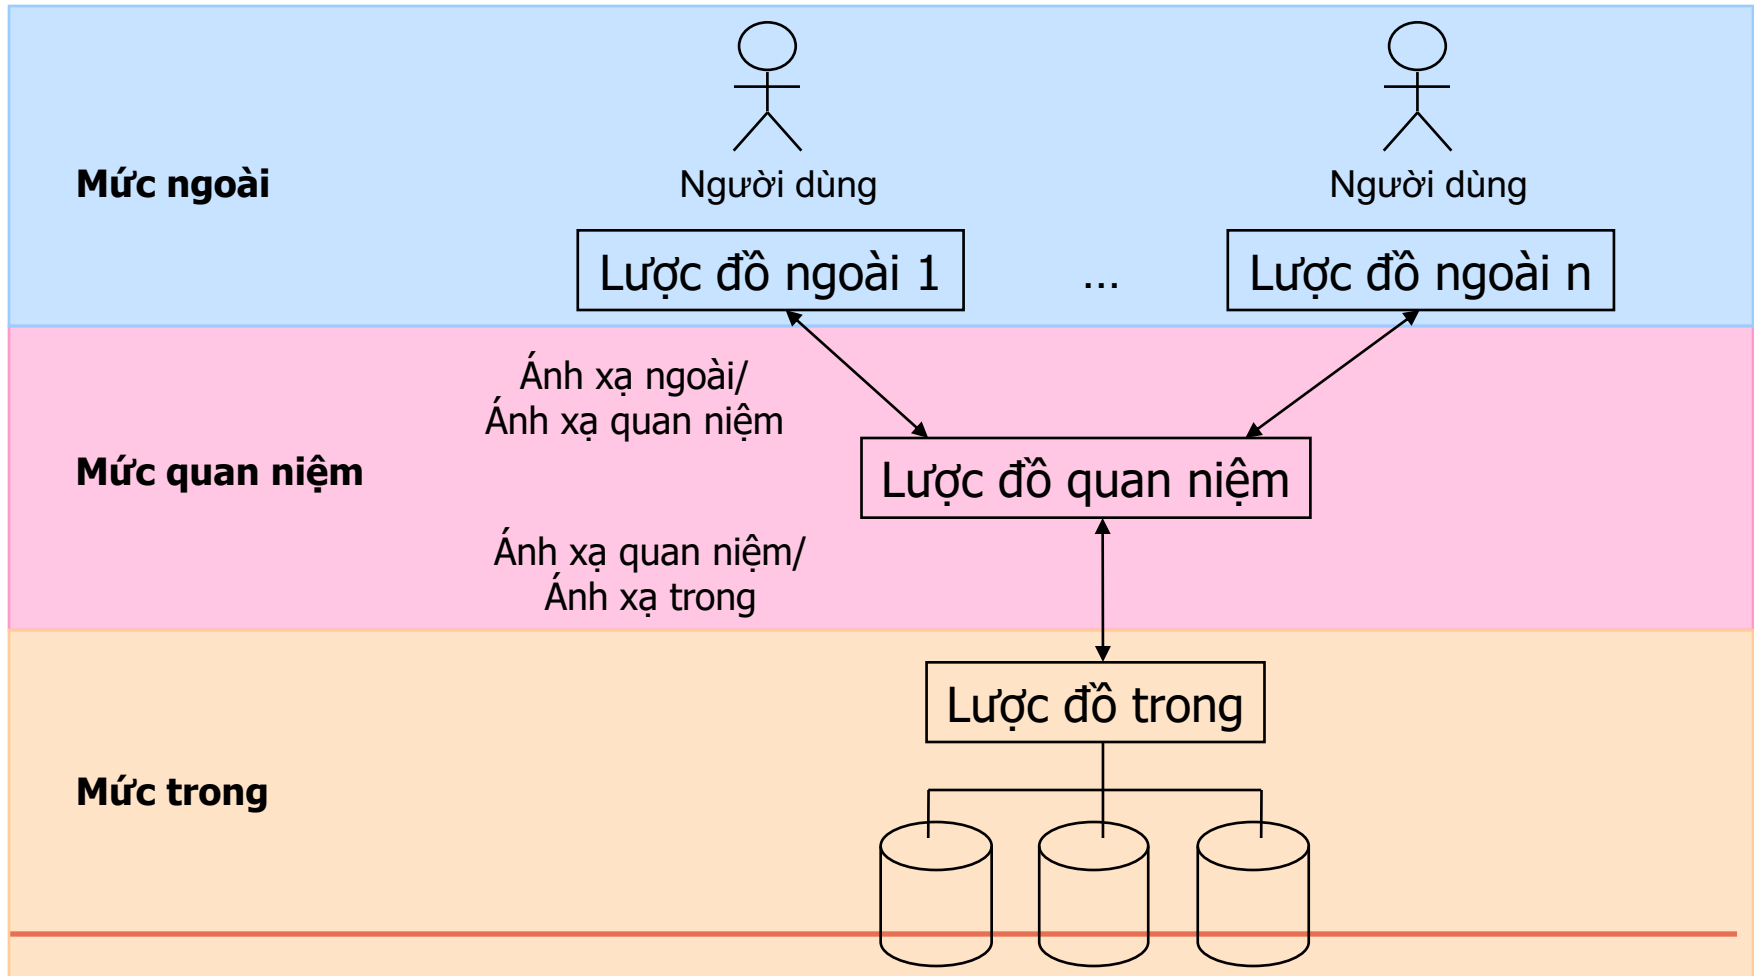 Mức ngoài
Người dùng
Người dùng
Lược đồ ngoài 1
...
Lược đồ ngoài n
Ánh xạ ngoài/
Ánh xạ quan niệm
Mức quan niệm
Lược đồ quan niệm
Ánh xạ quan niệm/
Ánh xạ trong
Lược đồ trong
Mức trong